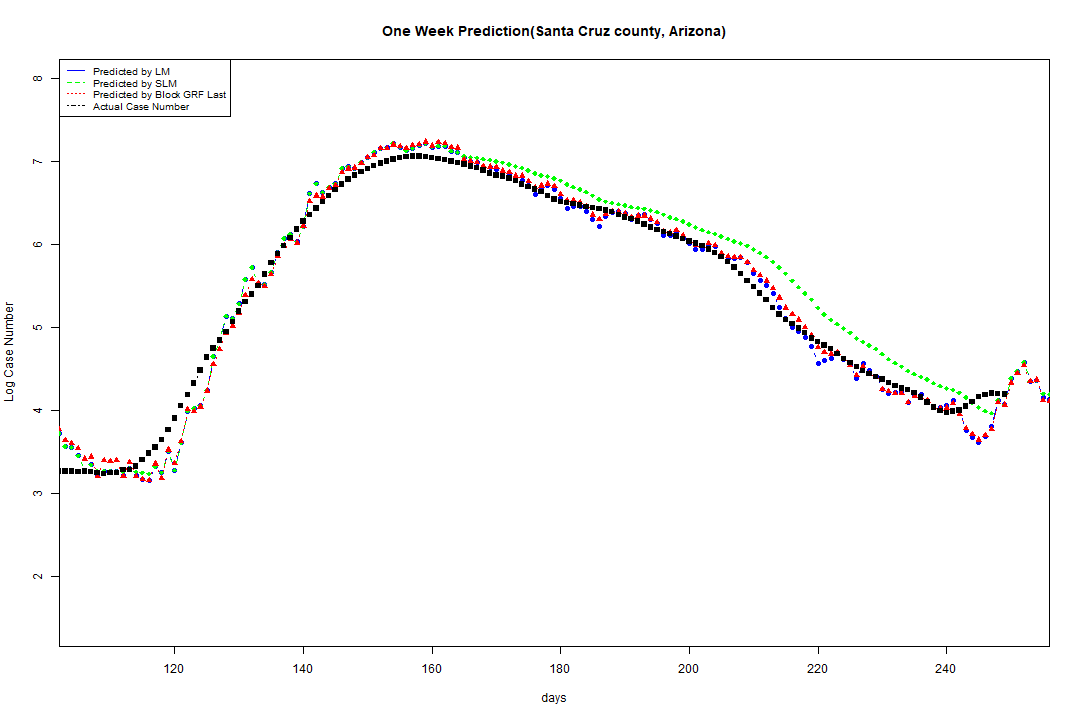 One Week Prediction(Santa Cruz county, Arizona)
Predicted by LM
Predicted by SLM
Predicted by Block GRF Last
Actual Case Number
8
7
6
5
4
3
2
Log Case Number
120 140 160 180 200 220 240
days